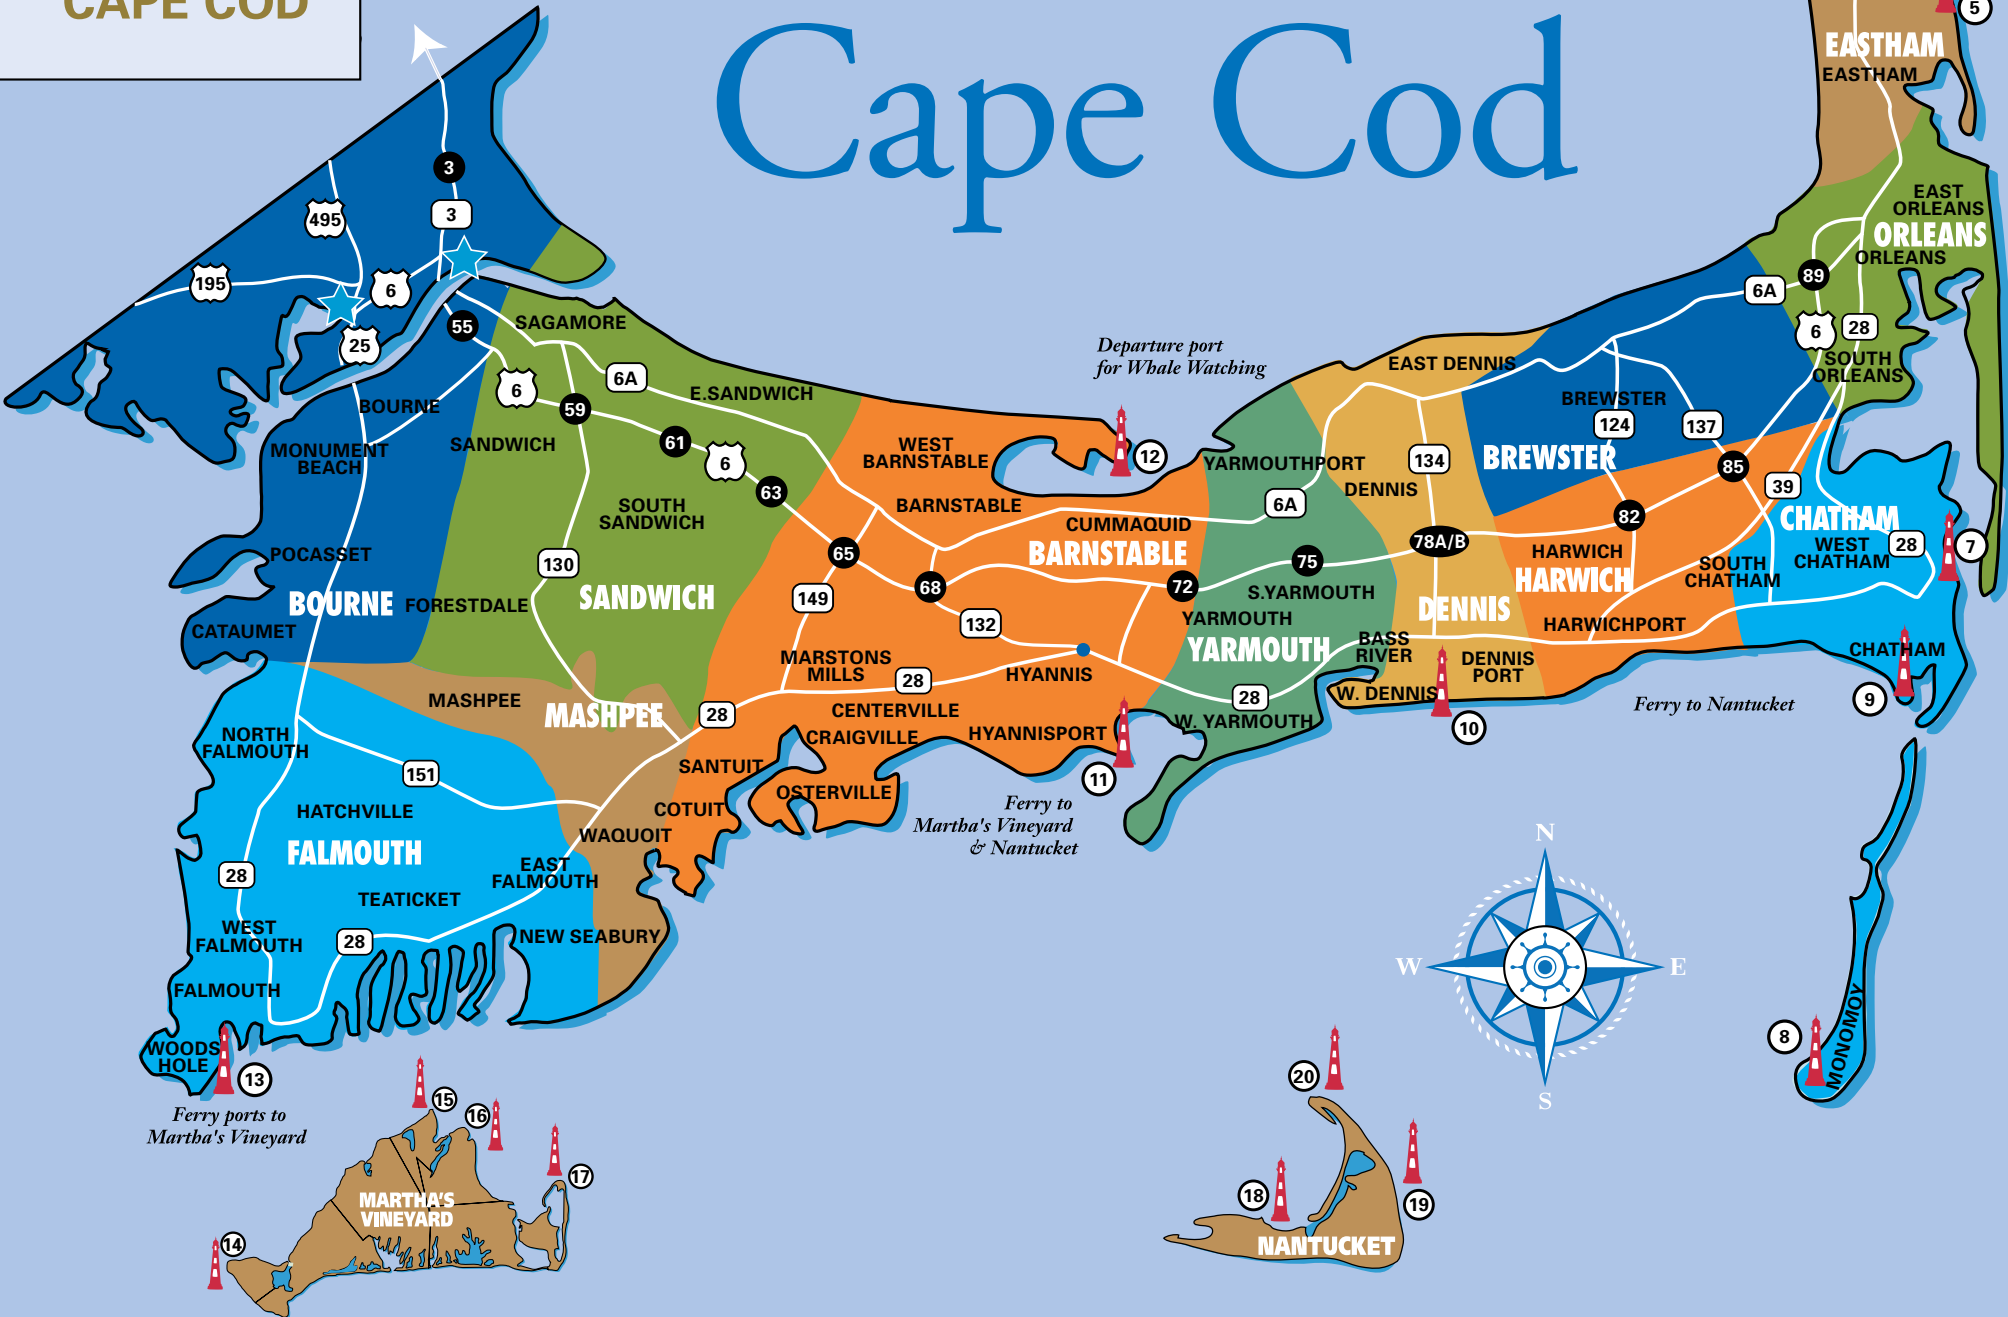 CAPE COD
Cape Cod
5
EASTHAM
EASTHAM
3
3
495
195
6
25
EAST
ORLEANS
ORLEANS
ORLEANS
89
6A
6
28
SOUTH
ORLEANS
55
SAGAMORE
6
6A
59
E.SANDWICH
BOURNE
MONUMENT
BEACH
SANDWICH
61
6
63
SOUTH
SANDWICH
POCASSET
130
BOURNE
FORESTDALE
SANDWICH
CATAUMET
Departure port
for Whale Watching
12
WEST
BARNSTABLE
BARNSTABLE
CUMMAQUID
BARNSTABLE
65
68
72
149
132
MARSTONS
MILLS
28
HYANNIS
CENTERVILLE
CRAIGVILLE
HYANNISPORT
OSTERVILLE
SANTUIT
COTUIT
28
EAST DENNIS
YARMOUTHPORT
DENNIS
134
6A
75
78A/B
S.YARMOUTH
YARMOUTH
YARMOUTH
DENNIS
BASS
RIVER
DENNIS
PORT
W. DENNIS
28
W. YARMOUTH
10
11
BREWSTER
124
137
BREWSTER
85
39
82
HARWICH
HARWICH
HARWICHPORT
SOUTH
CHATHAM
CHATHAM
WEST
CHATHAM
28
7
CHATHAM
9
Ferry to Nantucket
MASHPEE
MASHPEE
NORTH
FALMOUTH
151
HATCHVILLE
FALMOUTH
WAQUOIT
EAST
FALMOUTH
28
TEATICKET
WEST
FALMOUTH
28
NEW SEABURY
FALMOUTH
WOODS
HOLE
13
Ferry ports to
Martha's Vineyard
Ferry to
Martha's Vineyard
& Nantucket
N
W
E
S
8
MONOMOY
15
16
17
14
MARTHA'S
VINEYARD
20
18
19
NANTUCKET